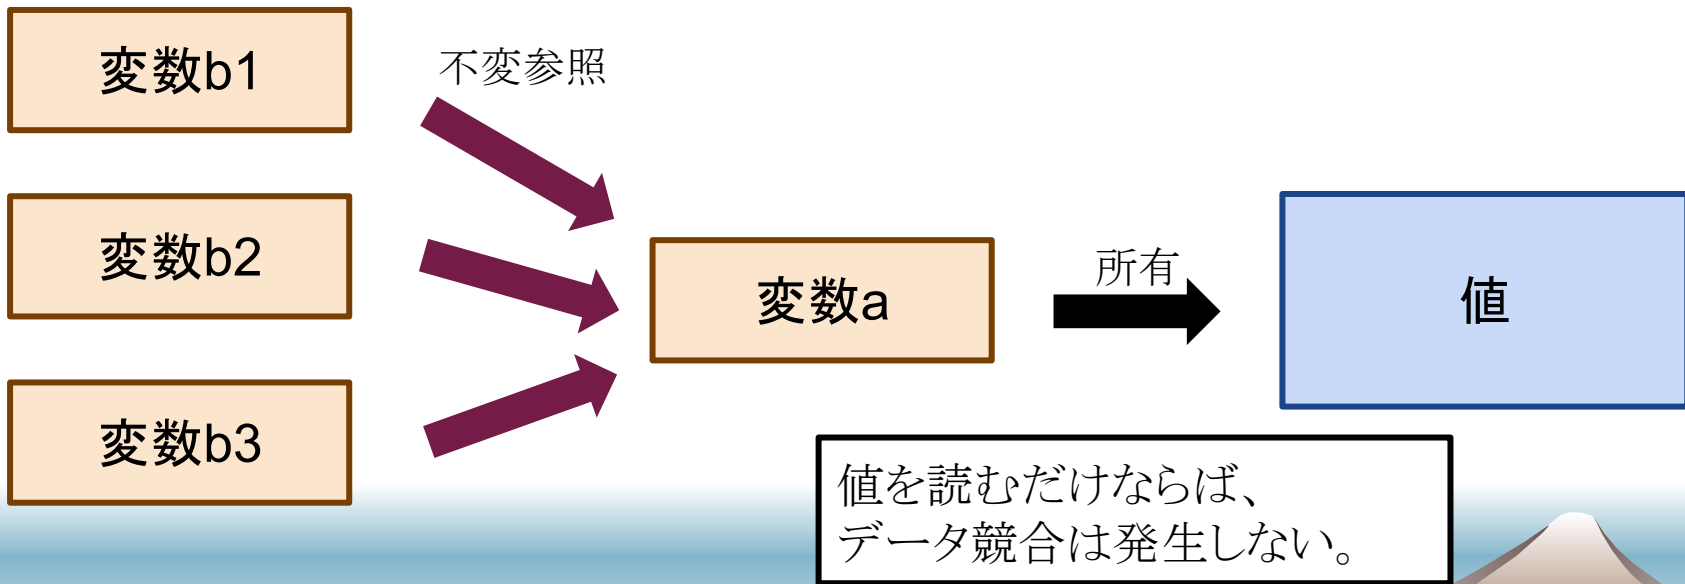 変数b1
不変参照
変数b2
変数a
所有
値
変数b3
値を読むだけならば、
データ競合は発生しない。